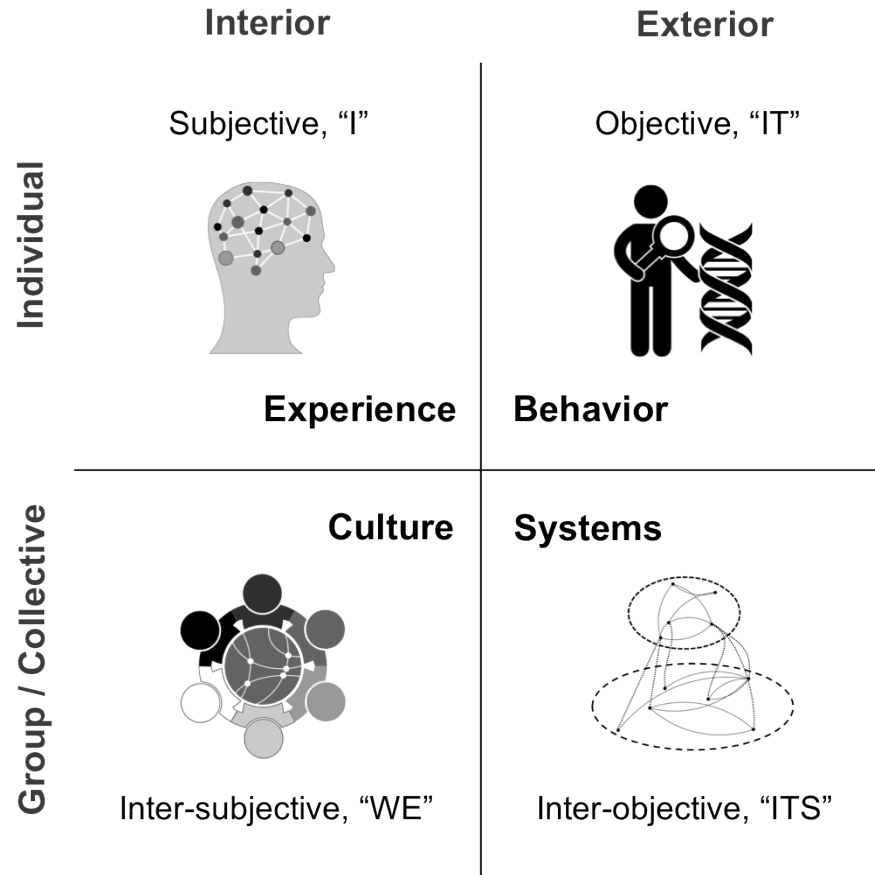 Interior
Exterior
Individual
Subjective, “I”
Objective, “IT”
Experience
Behavior
Group / Collective
Culture
Systems
Inter-subjective, “WE”
Inter-objective, “ITS”